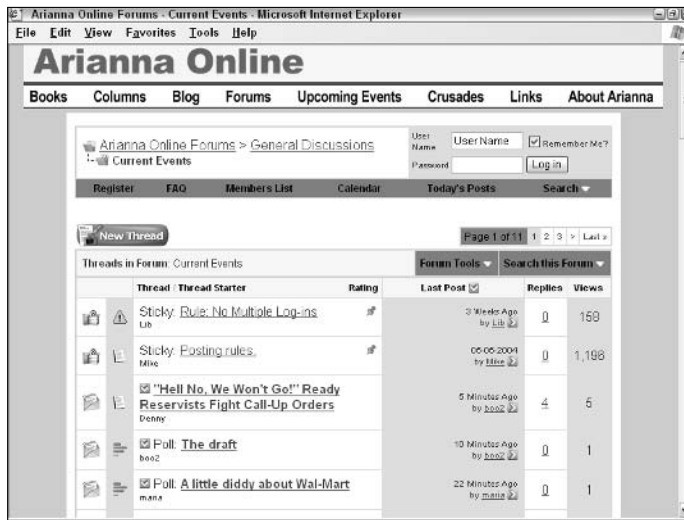 Arianna Online Forums - Current Events - Microsoft Internet Explorer
File Edit View Favorites Tools Help
Arianna Online
Books Columns Blog Forums Upcoming Events Crusades Links About Arianna
Arianna Online Forums > General Discussions
Current Events
User Name User Name Remember Me?
Password Log in
Register FAQ Members List Calendar Today's Posts Search
New Thread
Page 1 of 11 1 2 3 > Last »
Threads in Forum: Current Events Forum Tools Search this Forum
Thread / Thread Starter Rating Last Post Replies Views
Sticky: Rule: No Multiple Log-ins
Lib
3 Weeks Ago
by Lib
0 159
Sticky: Posting rules.
Mike
06-06-2004
by Mike
0 1,196
"Hell No, We Won't Go!" Ready
Reservists Fight Call-Up Orders
Denny
5 Minutes Ago
by booZ
4 5
Poll: The draft
booZ
10 Minutes Ago
by booZ
0 1
Poll: A little diddy about Wal-Mart
maria
22 Minutes Ago
by maria
0 1